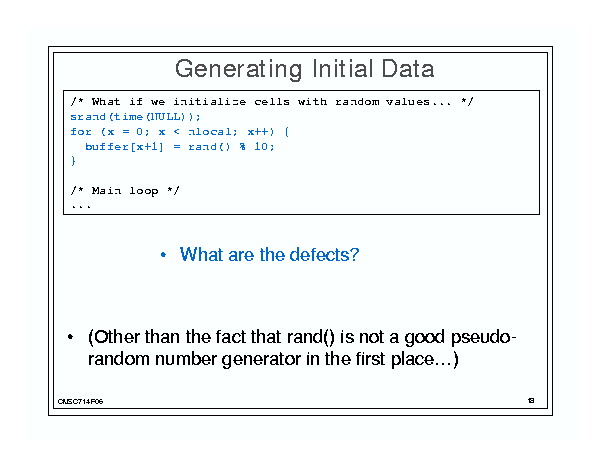 Generating Initial Data
/* What if we initialize cells with random values... */
srand(time(NULL));
for (x = 0; x < nlocal; x++) {
buffer[x+1] = rand() % 10;
}
/* Main loop */
...
• What are the defects?
• (Other than the fact that rand() is not a good pseudo-
random number generator in the first place…)
CMSC714F06
18